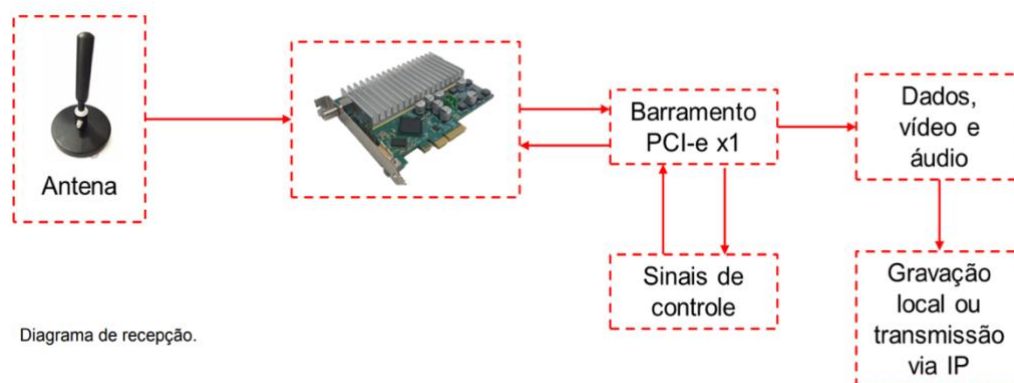 Antena
Barramento
PCI-e x1
Dados,
vídeo e
áudio
Sinais de
controle
Gravação
local ou
transmissão
via IP
Diagrama de recepção.